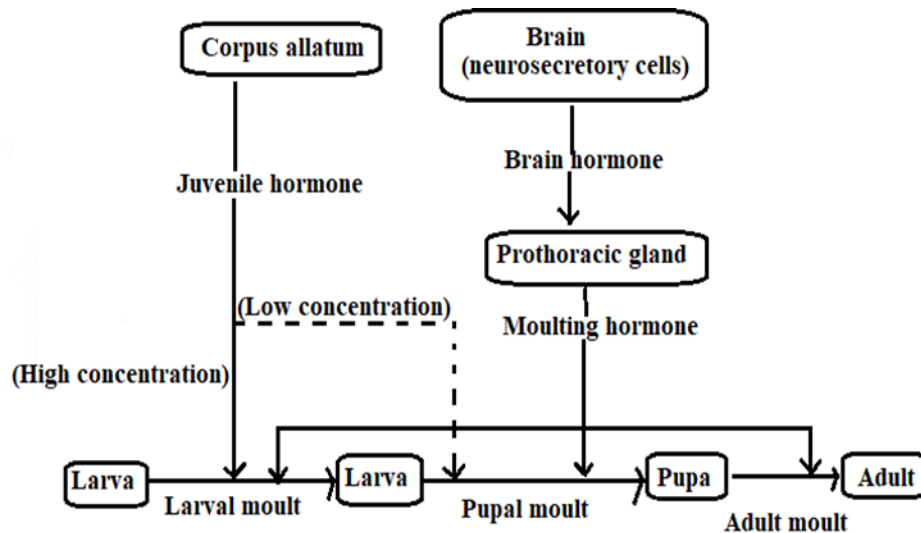 Corpus allatum
Brain
(neurosecretory cells)
Brain hormone
Juvenile hormone
Prothoracic gland
(Low concentration)
Moulting hormone
(High concentration)
Larva
Larval moult
Larva
Pupal moult
Pupa
Adult moult
Adult